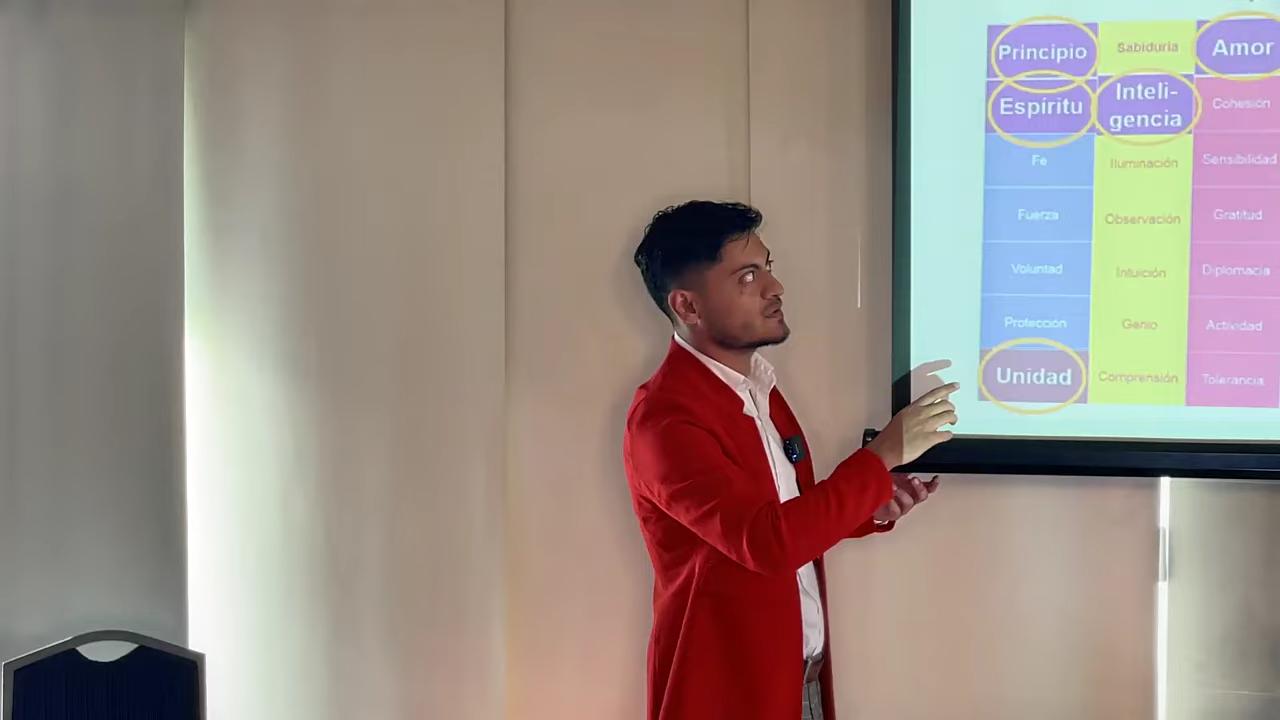 Principio Sabiduría Amor
Espíritu Inteli-
gencia Cohesión
Fe Iluminación Sensibilidad
Fuerza Observación Gratitud
Voluntad Intuición Diplomacia
Protección Genio Actividad
Unidad Comprensión Tolerancia